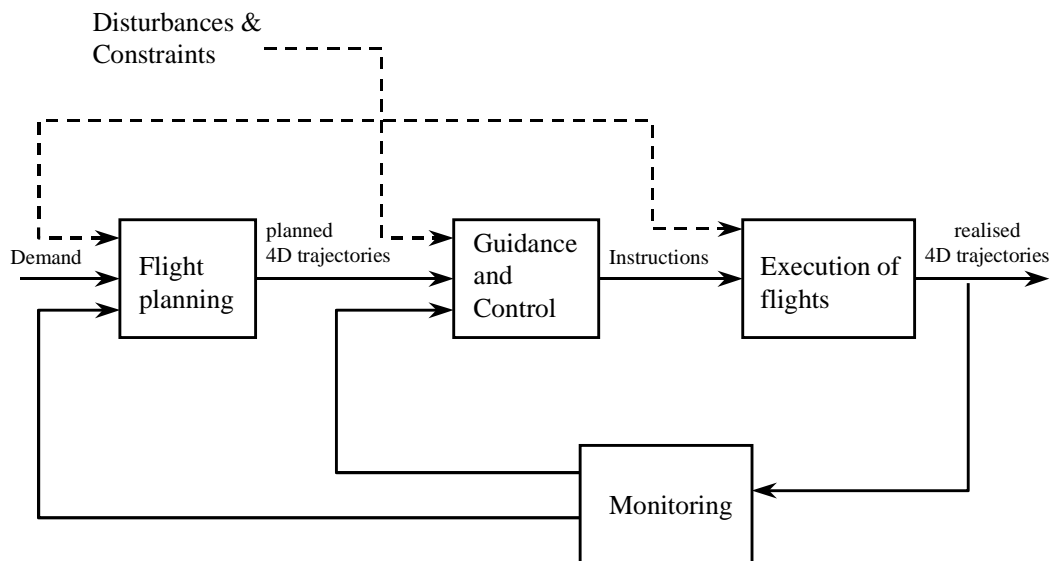 Disturbances &
Constraints
Demand
Flight
planning
planned
4D trajectories
Guidance
and
Control
Instructions
Execution of
flights
realised
4D trajectories
Monitoring